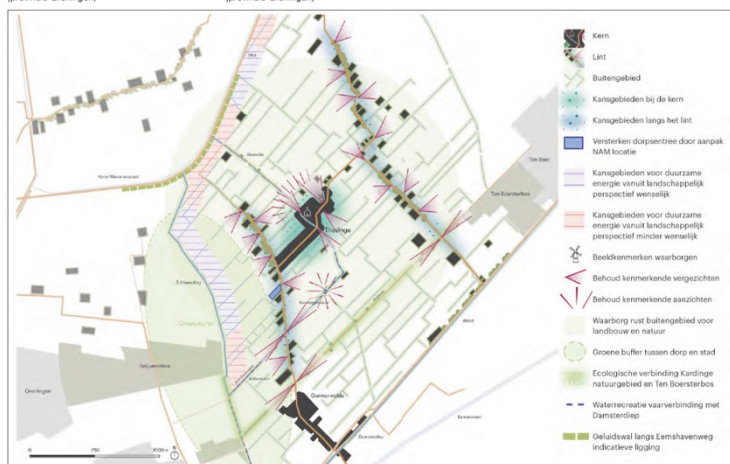 (provincie Groningen)
(provincie Groningen)
Kern
Lint
Buitengebied
Kansgebieden bij de kern
Kansgebieden langs het lint
Versterken dorpsentree door aanpak
NAM locatie
Kansgebieden voor duurzame
energie vanuit landschappelijk
perspectief wenselijk
Kansgebieden voor duurzame
energie vanuit landschappelijk
perspectief minder wenselijk
Beeldkenmerken waarborgen
Behoud kenmerkende vergezichten
Behoud kenmerkende aanzichten
Waarborg rust buitengebied voor
landbouw en natuur
Groene buffer tussen dorp en stad
Ecologische verbinding Kardinge
natuurgebied en Ten Boersterbos
Waterrecreatie vaarverbinding met
Damsterdiep
Geluidswal langs Eemshavenweg
indicatieve ligging
Ten Boer
Ten Boersterbos
Thesinge
Garmerwolde
Groningen
0
750
N